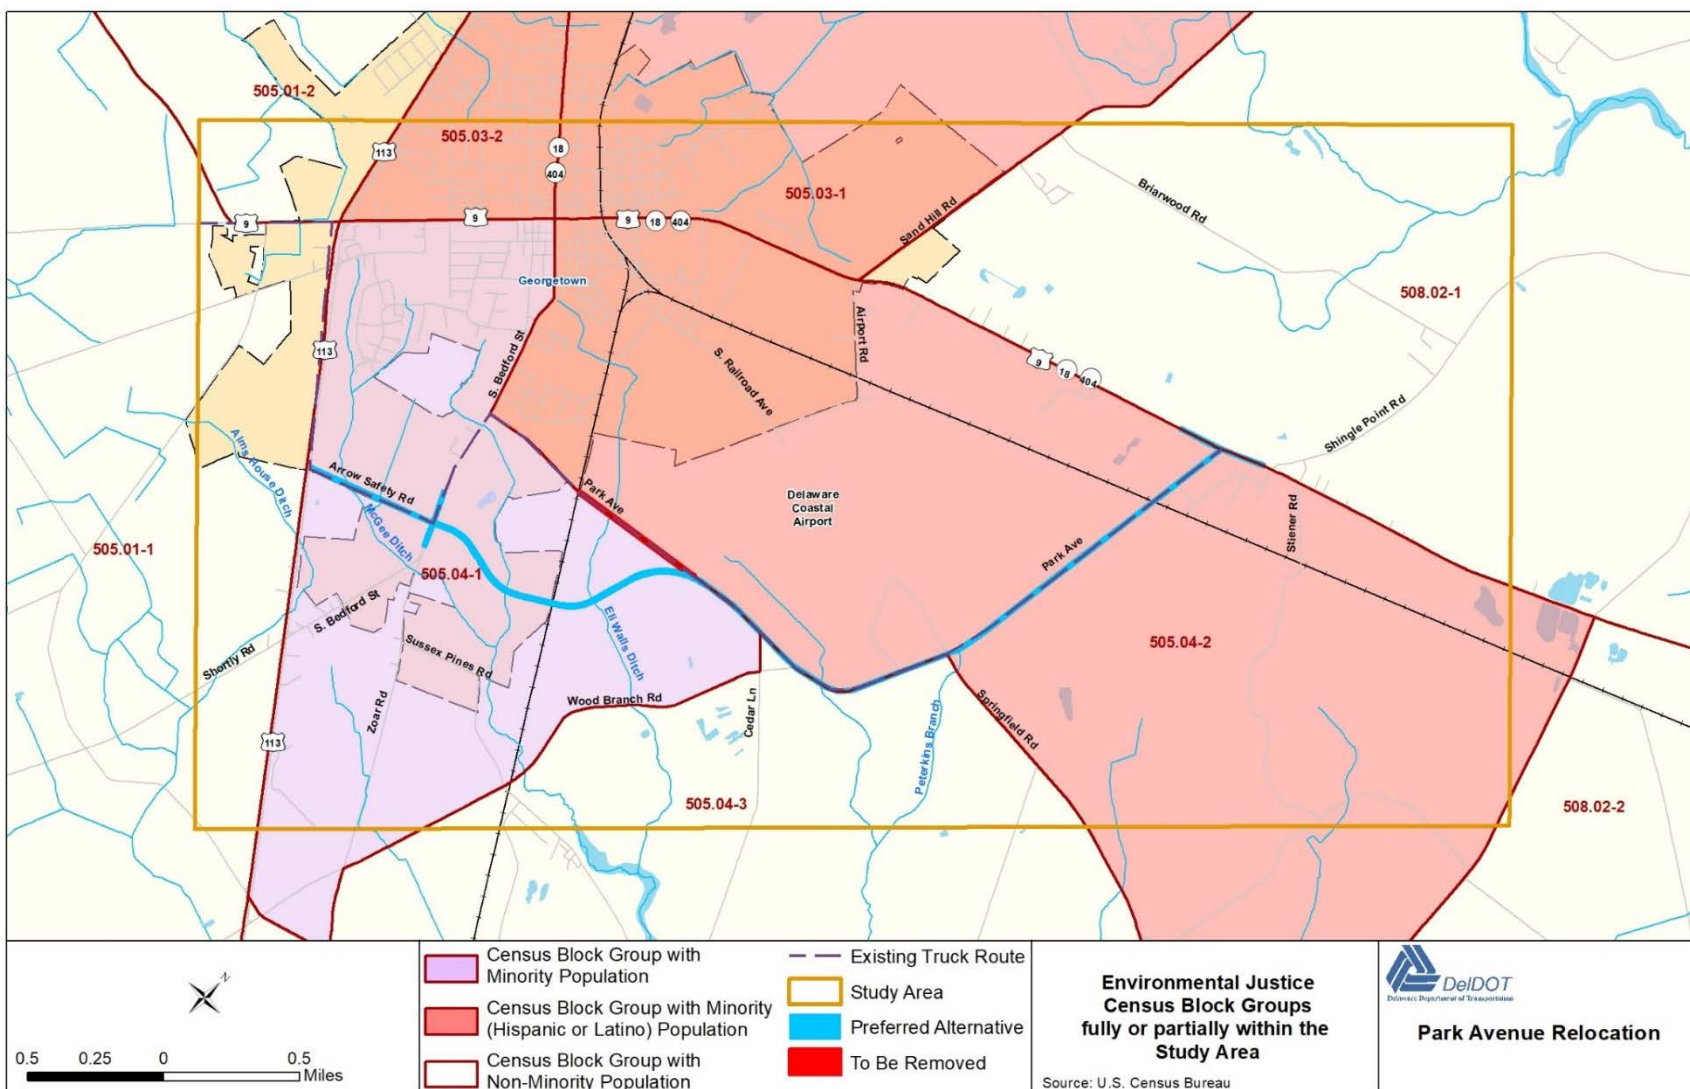 505.01-2
505.03-2
113
18
404
505.03-1
Briarwood Rd
Sand Hill Rd
9
9
9
18
404
Georgetown
508.02-1
113
S. Bedford St
S. Railroad Ave
Airport Rd
9
18
404
Shingle Point Rd
Alms House Ditch
Arrow Safety Rd
McGee Ditch
Park Ave
Delaware
Coastal
Airport
Park Ave
Stiener Rd
505.01-1
505.04-1
S. Bedford St
Shortly Rd
Sussex Pines Rd
Eli Walls Ditch
505.04-2
Wood Branch Rd
Zoar Rd
Cedar Ln
Peterkins Branch
Springfield Rd
113
505.04-3
508.02-2
N
0.5
0.25
0
0.5
Miles
Census Block Group with
Minority Population
Census Block Group with Minority
(Hispanic or Latino) Population
Census Block Group with
Non-Minority Population
Existing Truck Route
Study Area
Preferred Alternative
To Be Removed
Environmental Justice
Census Block Groups
fully or partially within the
Study Area
Source: U.S. Census Bureau
DelDOT
Delaware Department of Transportation
Park Avenue Relocation